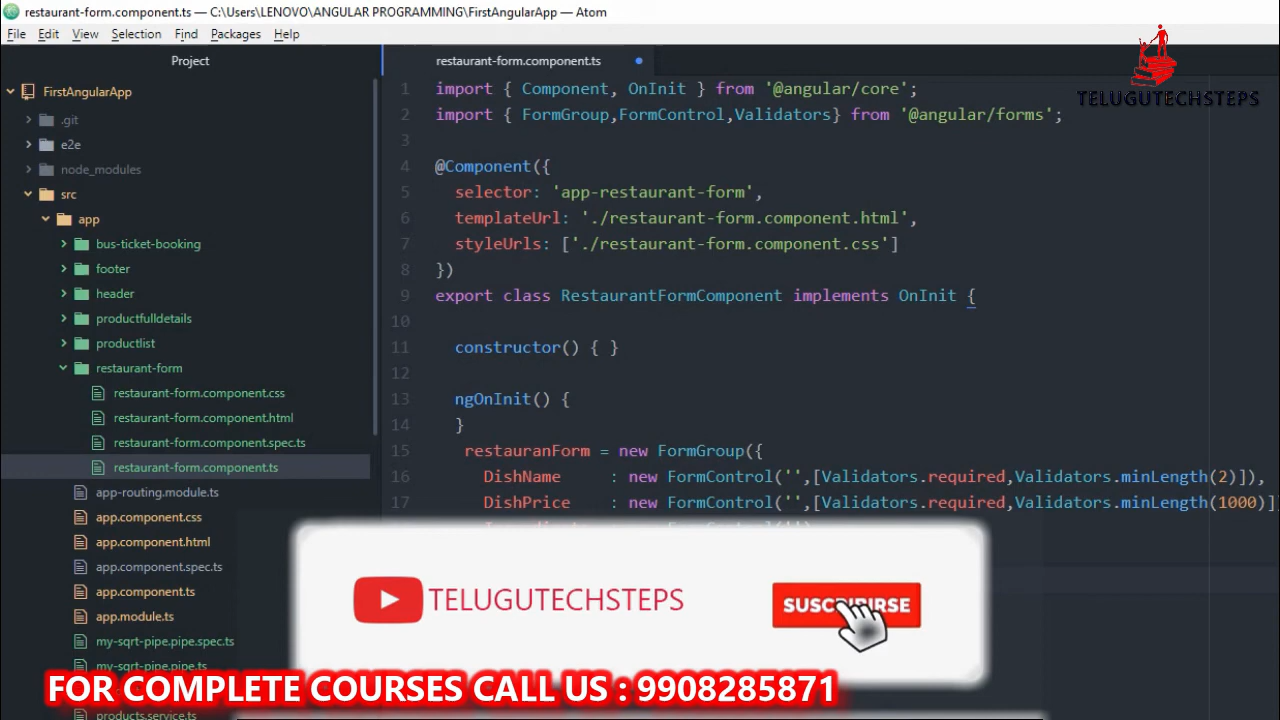 restaurant-form.component.ts — C:\Users\LENOVO\ANGULAR PROGRAMMING\FirstAngularApp — Atom
File Edit View Selection Find Packages Help
Project
FirstAngularApp
.git
e2e
node_modules
src
app
bus-ticket-booking
footer
header
productfulldetails
productlist
restaurant-form
restaurant-form.component.css
restaurant-form.component.html
restaurant-form.component.spec.ts
restaurant-form.component.ts
app-routing.module.ts
app.component.css
app.component.html
app.component.spec.ts
app.component.ts
app.module.ts
my-sqrt-pipe.pipe.spec.ts
my-sqrt-pipe.pipe.ts
products.service.ts
restaurant-form.component.ts
1 import { Component, OnInit } from '@angular/core';
2 import { FormGroup,FormControl,Validators} from '@angular/forms';
3
4 @Component({
5 selector: 'app-restaurant-form',
6 templateUrl: './restaurant-form.component.html',
7 styleUrls: ['./restaurant-form.component.css']
8 })
9 export class RestaurantFormComponent implements OnInit {
10
11 constructor() { }
12
13 ngOnInit() {
14 }
15 restauranForm = new FormGroup({
16 DishName : new FormControl('',[Validators.required,Validators.minLength(2)]),
17 DishPrice : new FormControl('',[Validators.required,Validators.minLength(1000)]
TELUGUTECHSTEPS
TELUGUTECHSTEPS
SUSCRIBIRSE
FOR COMPLETE COURSES CALL US : 9908285871